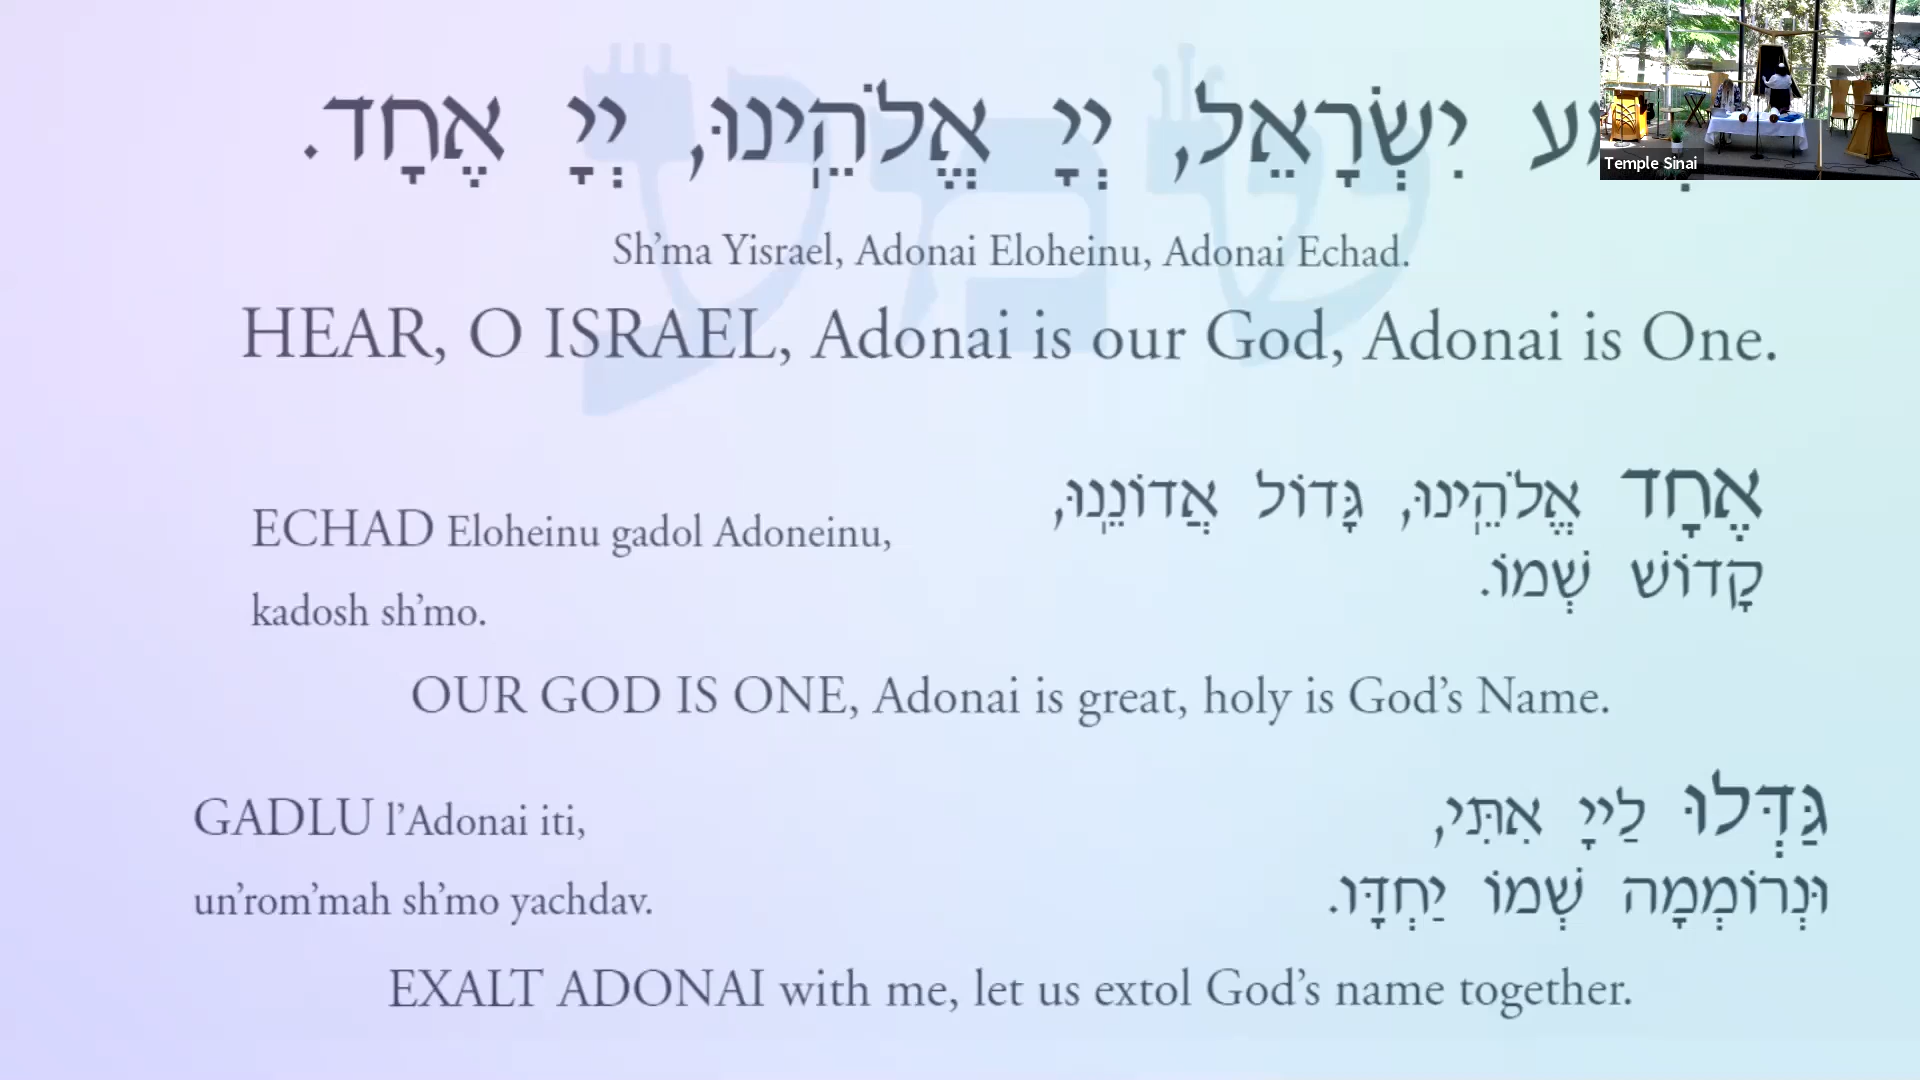 יִשְׂרָאֵל, יְיָ אֱלֹהֵֽינוּ, יְיָ אֶחָד.
Temple Sinai
Sh’ma Yisrael, Adonai Eloheinu, Adonai Echad.
HEAR, O ISRAEL, Adonai is our God, Adonai is One.
אֶחָד אֱלֹהֵֽינוּ, גָּדוֹל אֲדוֹנֵֽנוּ,
קָדוֹשׁ שְׁמוֹ.
ECHAD Eloheinu gadol Adoneinu,
kadosh sh’mo.
OUR GOD IS ONE, Adonai is great, holy is God’s Name.
גַּדְּלוּ לַייָ אִתִּי,
וּנְרוֹמְמָה שְׁמוֹ יַחְדָּו.
GADLU l’Adonai iti,
un’rom’mah sh’mo yachdav.
EXALT ADONAI with me, let us extol God’s name together.